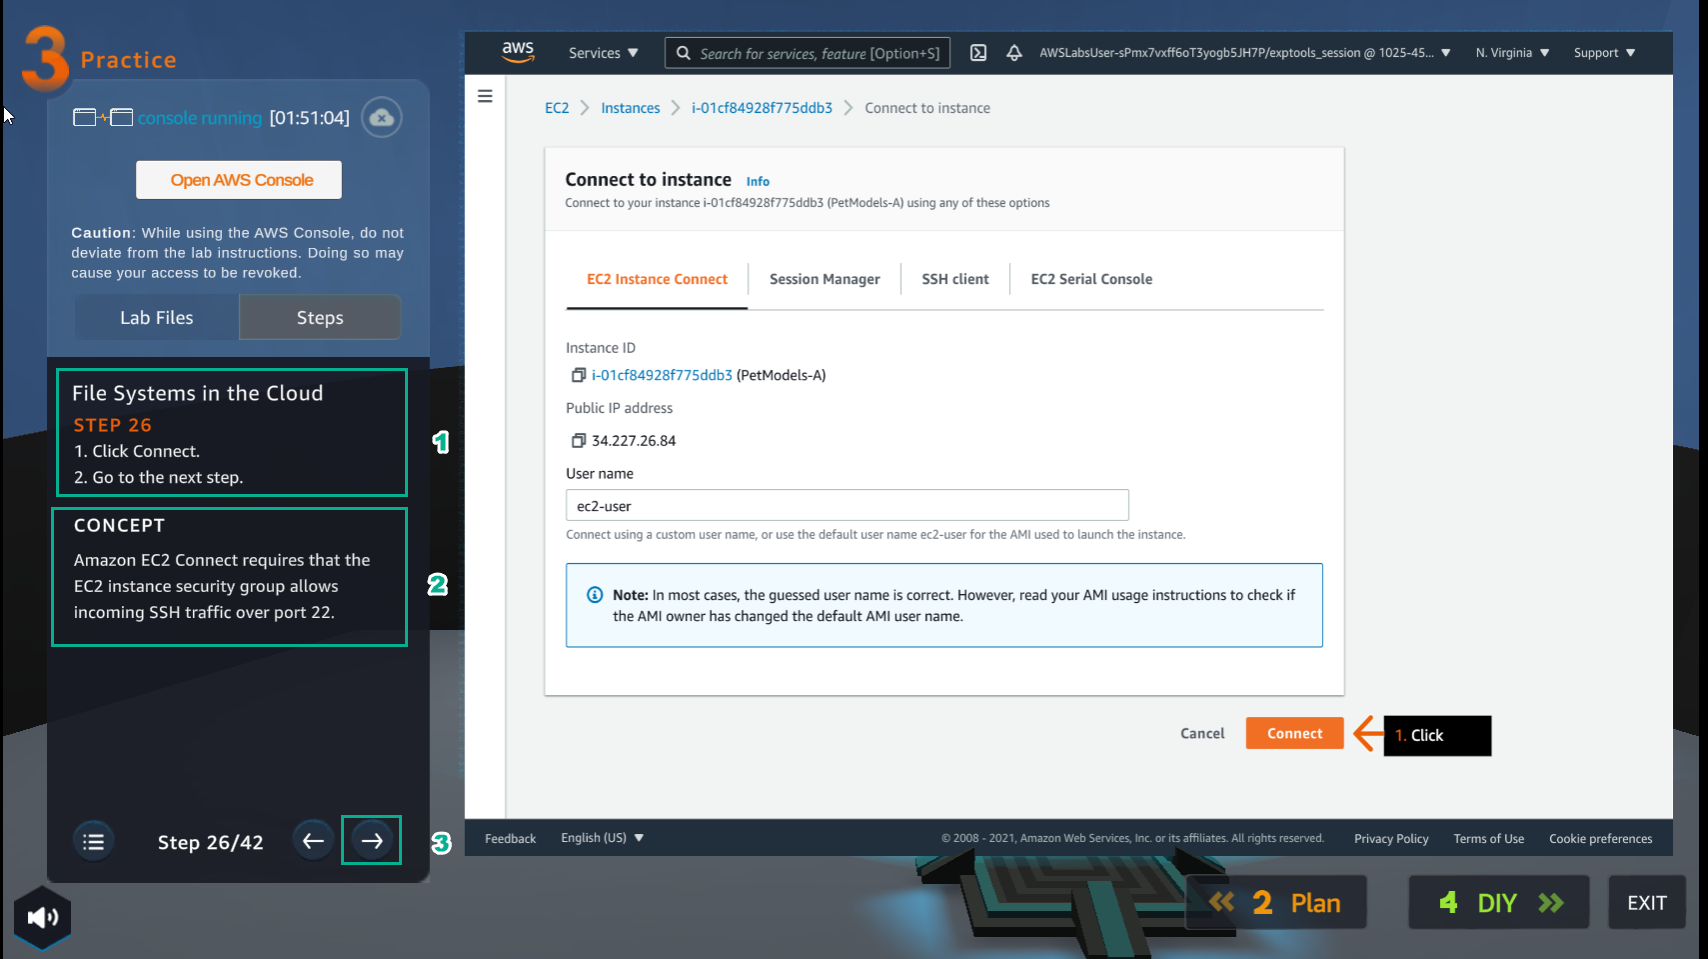 3 Practice
console running [01:51:04]
Open AWS Console
Caution: While using the AWS Console, do not
deviate from the lab instructions. Doing so may
cause your access to be revoked.
Lab Files Steps
File Systems in the Cloud
STEP 26
1. Click Connect.
2. Go to the next step.
1
CONCEPT
Amazon EC2 Connect requires that the
EC2 instance security group allows
incoming SSH traffic over port 22.
2
Step 26/42
3
aws Services Search for services, feature [Option+S] AWSLabsUser-sPmx7vxff6oT3yogb5JH7P/exptools_session @ 1025-45... N. Virginia Support
EC2 Instances i-01cf84928f775ddb3 Connect to instance
Connect to instance Info
Connect to your instance i-01cf84928f775ddb3 (PetModels-A) using any of these options
EC2 Instance Connect Session Manager SSH client EC2 Serial Console
Instance ID
i-01cf84928f775ddb3 (PetModels-A)
Public IP address
34.227.26.84
User name
ec2-user
Connect using a custom user name, or use the default user name ec2-user for the AMI used to launch the instance.
Note: In most cases, the guessed user name is correct. However, read your AMI usage instructions to check if
the AMI owner has changed the default AMI user name.
Cancel Connect 1. Click
Feedback English (US) © 2008 - 2021, Amazon Web Services, Inc. or its affiliates. All rights reserved. Privacy Policy Terms of Use Cookie preferences
2 Plan 4 DIY EXIT